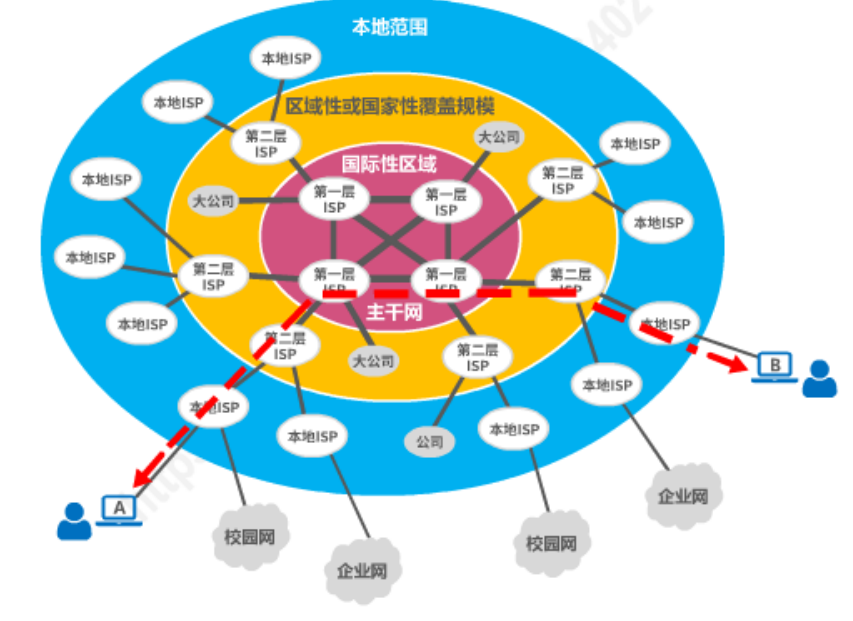 本地范围
本地ISP
本地ISP
区域性或国家性覆盖规模
第二层
ISP
大公司
本地ISP
国际性区域
本地ISP
第二层
ISP
大公司
第一层
ISP
第一层
ISP
本地ISP
本地ISP
第二层
ISP
第一层
ISP
第一层
ISP
第二层
ISP
本地ISP
主干网
本地ISP
第二层
ISP
大公司
第二层
ISP
B
本地ISP
本地ISP
本地ISP
公司
本地ISP
企业网
A
校园网
校园网
企业网
402
http